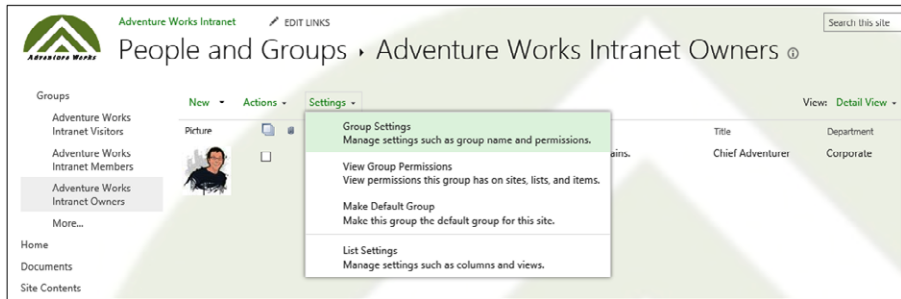 Adventure Works Intranet
EDIT LINKS
Search this site
Adventure Works
People and Groups ▸ Adventure Works Intranet Owners
Groups
Adventure Works
Intranet Visitors
Adventure Works
Intranet Members
Adventure Works
Intranet Owners
More...
Home
Documents
Site Contents
New
Actions
Settings
View: Detail View
Picture
Title
Department
ains.
Chief Adventurer
Corporate
Group Settings
Manage settings such as group name and permissions.
View Group Permissions
View permissions this group has on sites, lists, and items.
Make Default Group
Make this group the default group for this site.
List Settings
Manage settings such as columns and views.